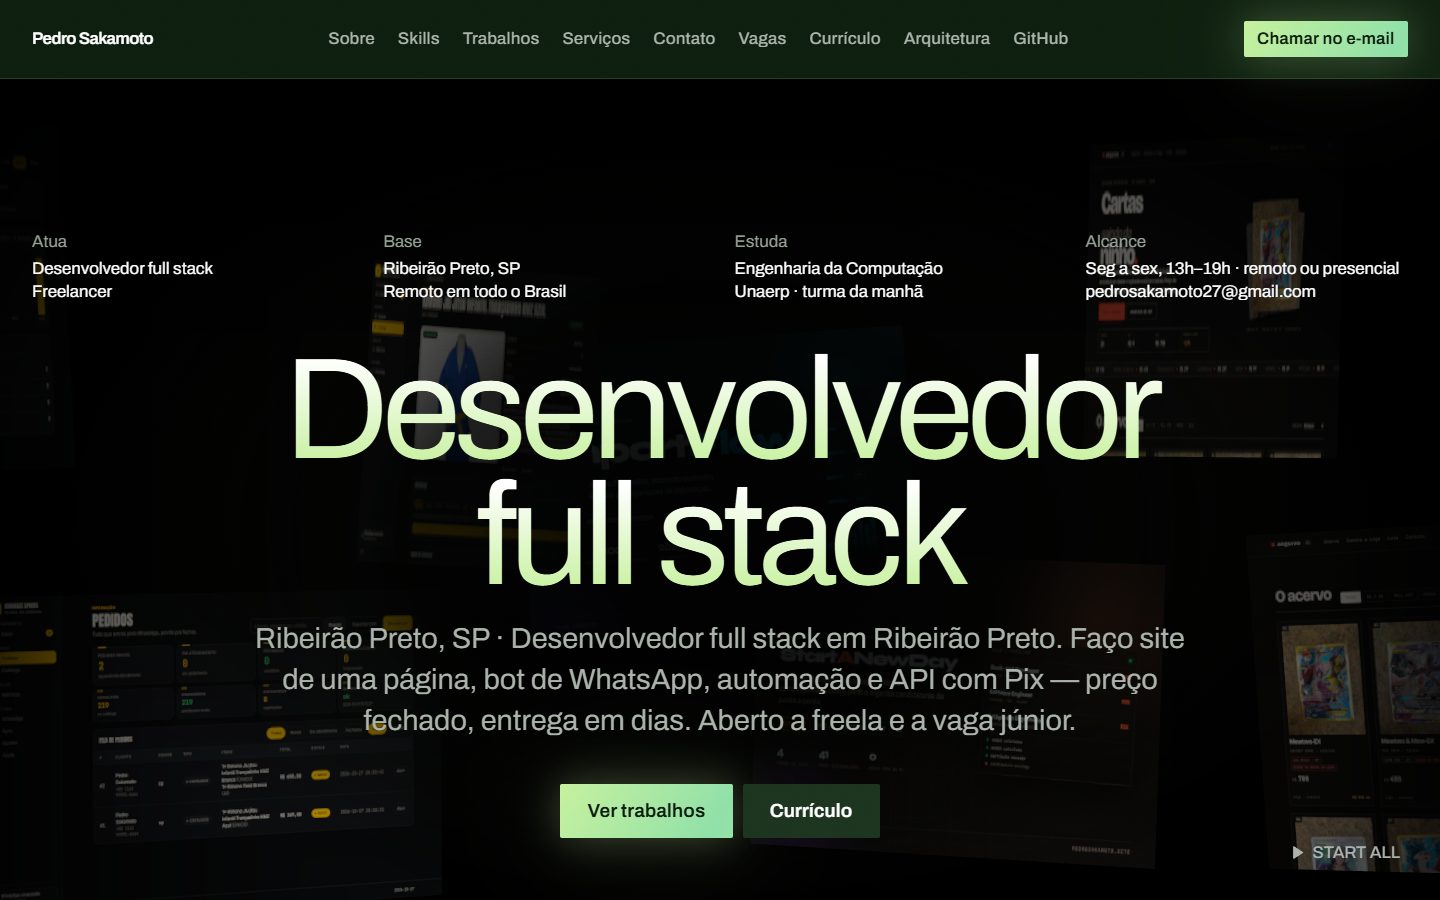 Pedro Sakamoto
Sobre Skills Trabalhos Serviços Contato Vagas Currículo Arquitetura GitHub
Chamar no e-mail
Atua
Desenvolvedor full stack
Freelancer
Base
Ribeirão Preto, SP
Remoto em todo o Brasil
Estuda
Engenharia da Computação
Unaerp · turma da manhã
Alcance
Seg a sex, 13h–19h · remoto ou presencial
pedrosakamoto27@gmail.com
Cartas
Desenvolvedor
full stack
Ribeirão Preto, SP · Desenvolvedor full stack em Ribeirão Preto. Faço site
de uma página, bot de WhatsApp, automação e API com Pix — preço
fechado, entrega em dias. Aberto a freela e a vaga júnior.
Ver trabalhos
Currículo
PEDIDOS
StartANewDay
O acervo
START ALL